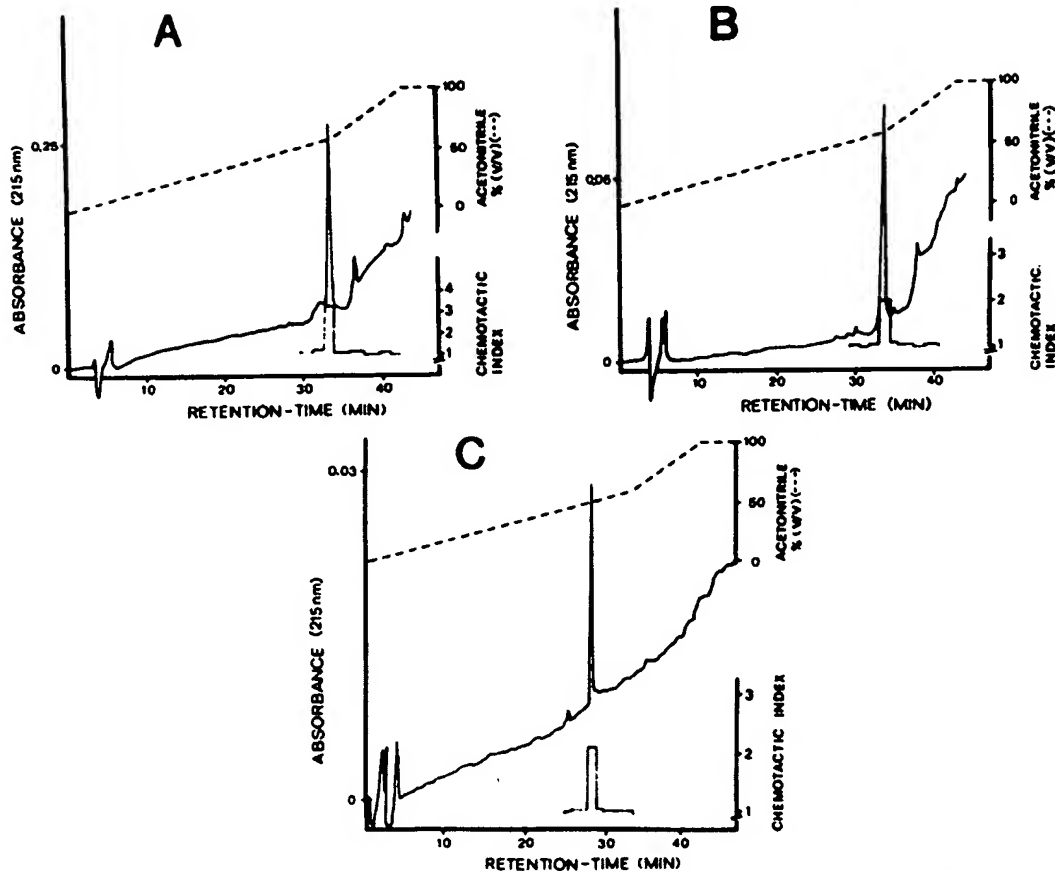 A
ABSORBANCE (215 nm)
0.25
0
10
20
30
40
RETENTION-TIME (MIN)
100
50
0
ACETONITRILE
% (V/V)(---)
4
3
2
1
CHEMOTACTIC
INDEX
B
ABSORBANCE (215 nm)
0.06
0
10
20
30
40
RETENTION-TIME (MIN)
100
50
0
ACETONITRILE
% (V/V)(---)
3
2
1
CHEMOTACTIC.
INDEX
C
ABSORBANCE (215 nm)
0.03
0
10
20
30
40
RETENTION-TIME (MIN)
100
50
0
ACETONITRILE
% (V/V)(---)
3
2
1
CHEMOTACTIC INDEX